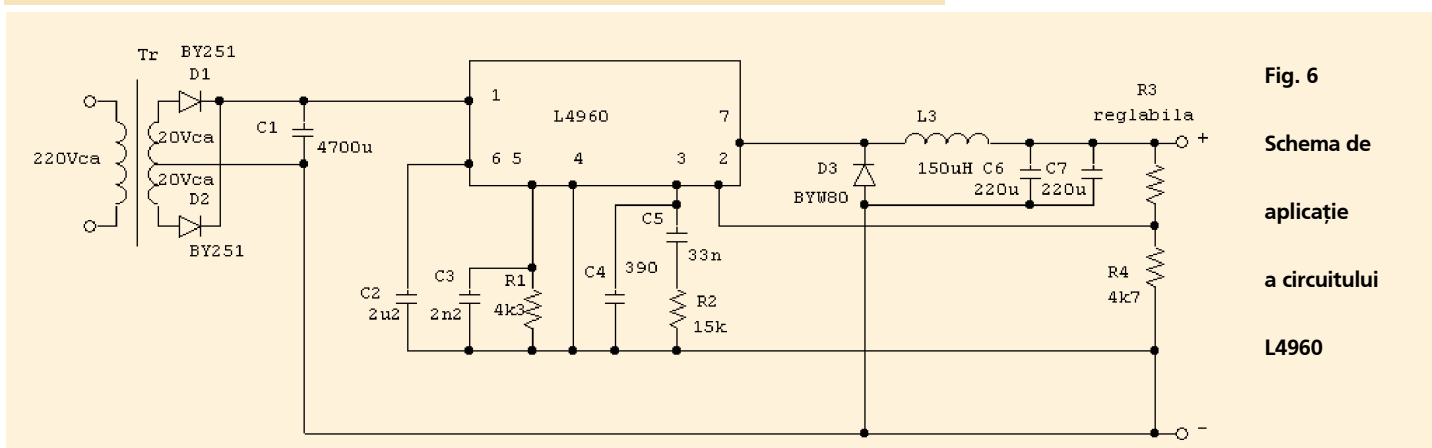 Tr
BY251
D1
220Vca
20Vca
20Vca
D2
BY251
C1
4700u
1
L4960
7
6
5
4
3
2
C2
2u2
C3
2n2
R1
4k3
C4
390
C5
33n
R2
15k
D3
BYW80
L3
150uH
C6
220u
C7
220u
R3
reglabila
+
R4
4k7
-
Fig. 6
Schema de
aplicație
a circuitului
L4960